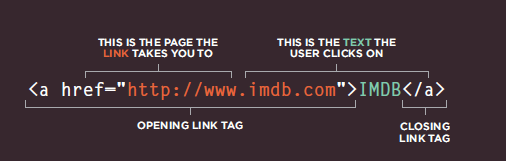 THIS IS THE PAGE THE
LINK TAKES YOU TO
THIS IS THE TEXT THE
USER CLICKS ON
<a href="http://www.imdb.com">IMDB</a>
OPENING LINK TAG
CLOSING
LINK TAG